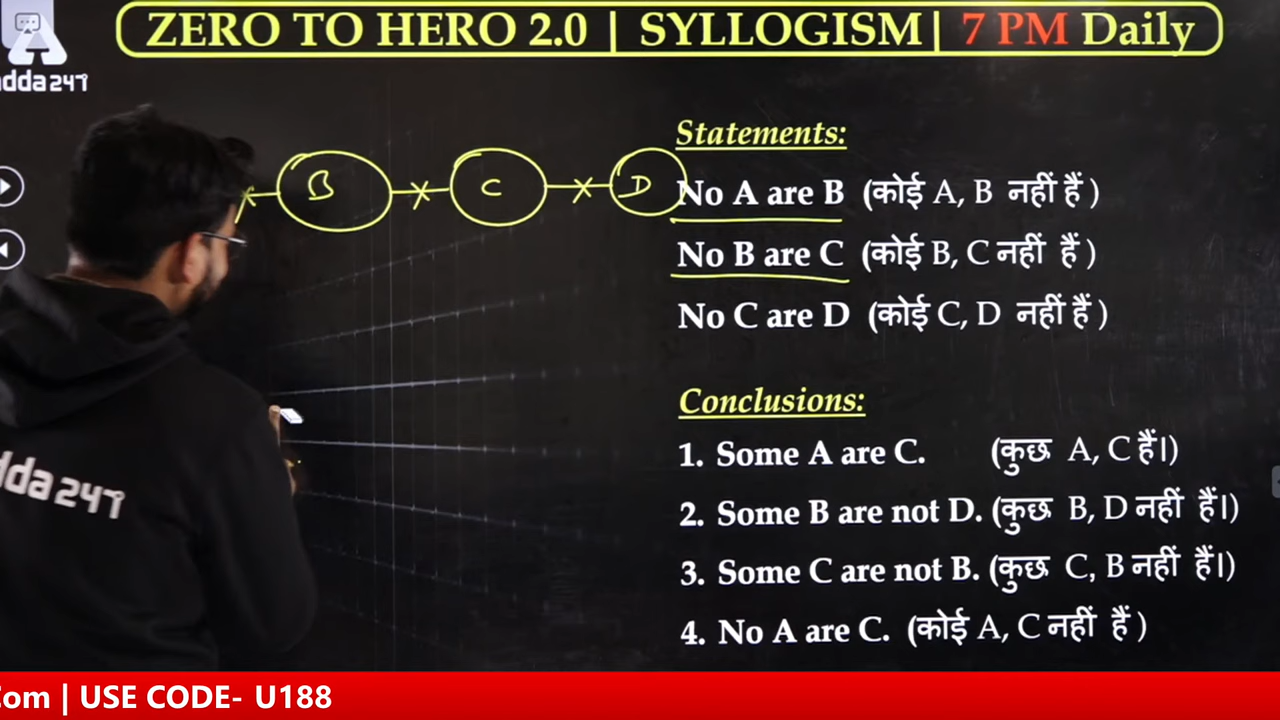 ZERO TO HERO 2.0 | SYLLOGISM | 7 PM Daily
adda247
B C D
Statements:
No A are B (कोई A, B नहीं हैं )
No B are C (कोई B, C नहीं हैं )
No C are D (कोई C, D नहीं हैं )
Conclusions:
1. Some A are C. (कुछ A, C हैं।)
2. Some B are not D. (कुछ B, D नहीं हैं।)
3. Some C are not B. (कुछ C, B नहीं हैं।)
4. No A are C. (कोई A, C नहीं हैं )
dda247
Com | USE CODE- U188